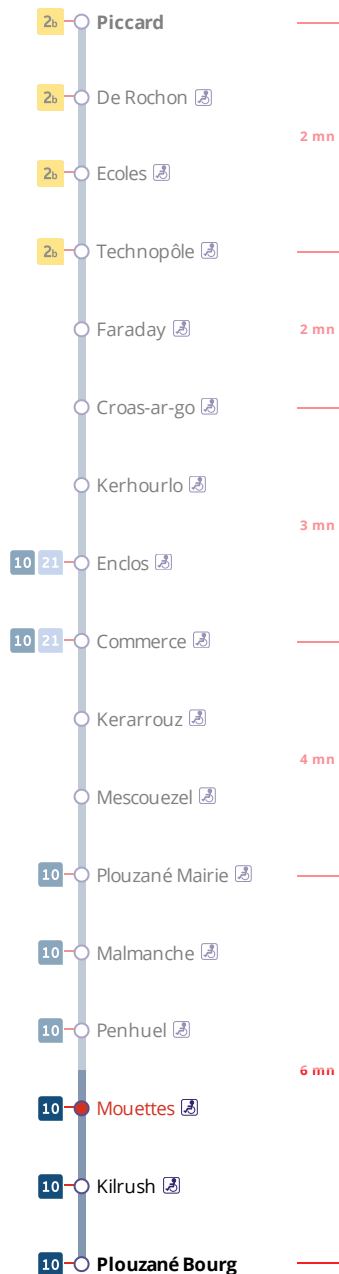 2b Piccard
2b De Rochon
2 mn
2b Ecoles
2b Technopôle
Faraday 2 mn
Croas-ar-go
Kerhourlo
3 mn
10 21 Enclos
10 21 Commerce
Kerarrouz
4 mn
Mescouezel
10 Plouzané Mairie
10 Malmanche
10 Penhuel
6 mn
10 Mouettes
10 Kilrush
10 Plouzané Bourg